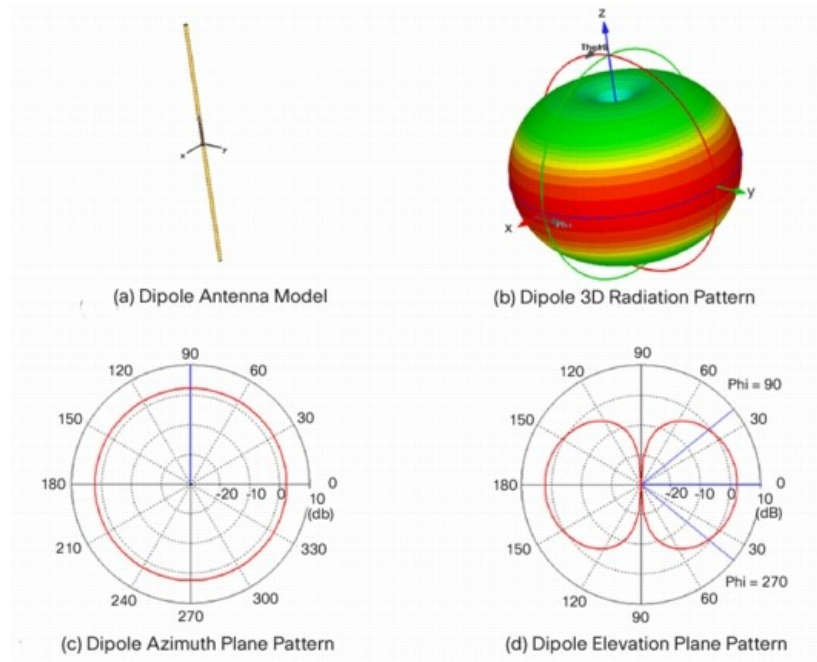 x
y
(a) Dipole Antenna Model
z
Theta
y
x
Phi
(b) Dipole 3D Radiation Pattern
90
120
60
150
30
180
-20
-10
0
10
0
(db)
210
330
240
300
270
(c) Dipole Azimuth Plane Pattern
90
120
60
Phi = 90
150
30
180
-20
-10
0
10
0
(dB)
150
30
120
60
Phi = 270
90
(d) Dipole Elevation Plane Pattern